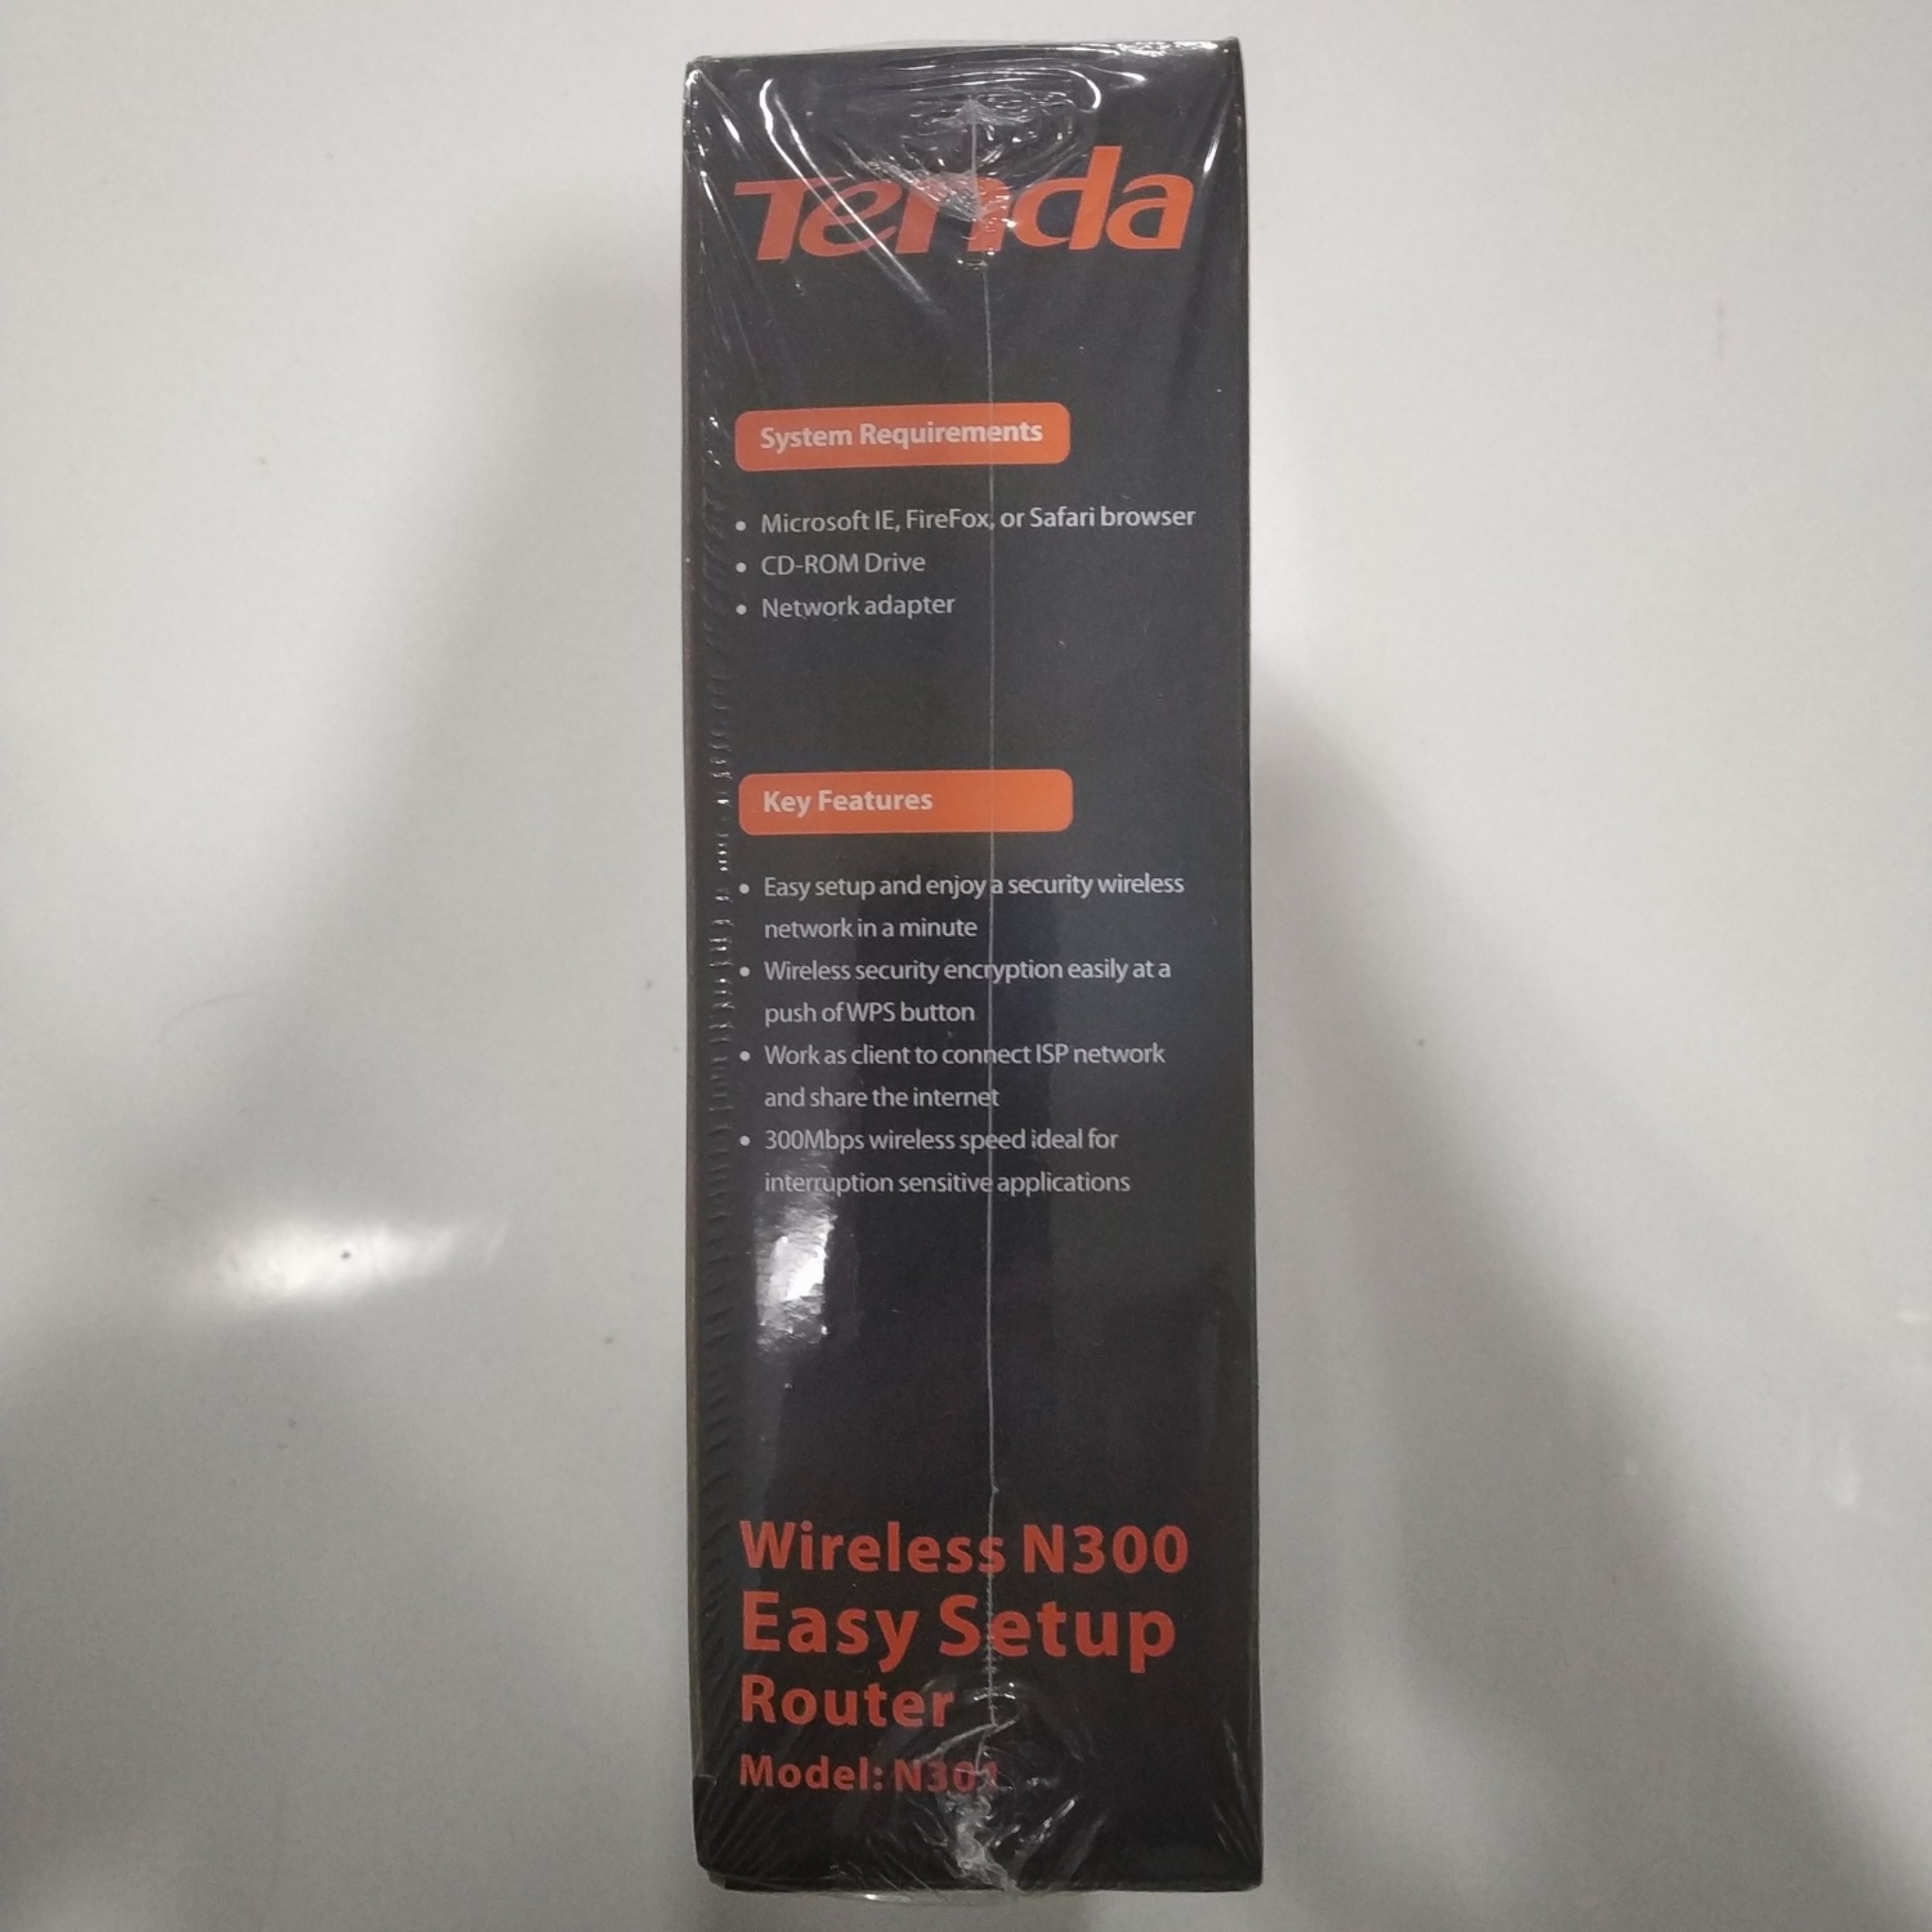 Tenda
System Requirements
• Microsoft IE, FireFox, or Safari browser
• CD-ROM Drive
• Network adapter
Key Features
• Easy setup and enjoy a security wireless
network in a minute
• Wireless security encryption easily at a
push of WPS button
• Work as client to connect ISP network
and share the internet
• 300Mbps wireless speed ideal for
interruption sensitive applications
Wireless N300
Easy Setup
Router
Model: N301